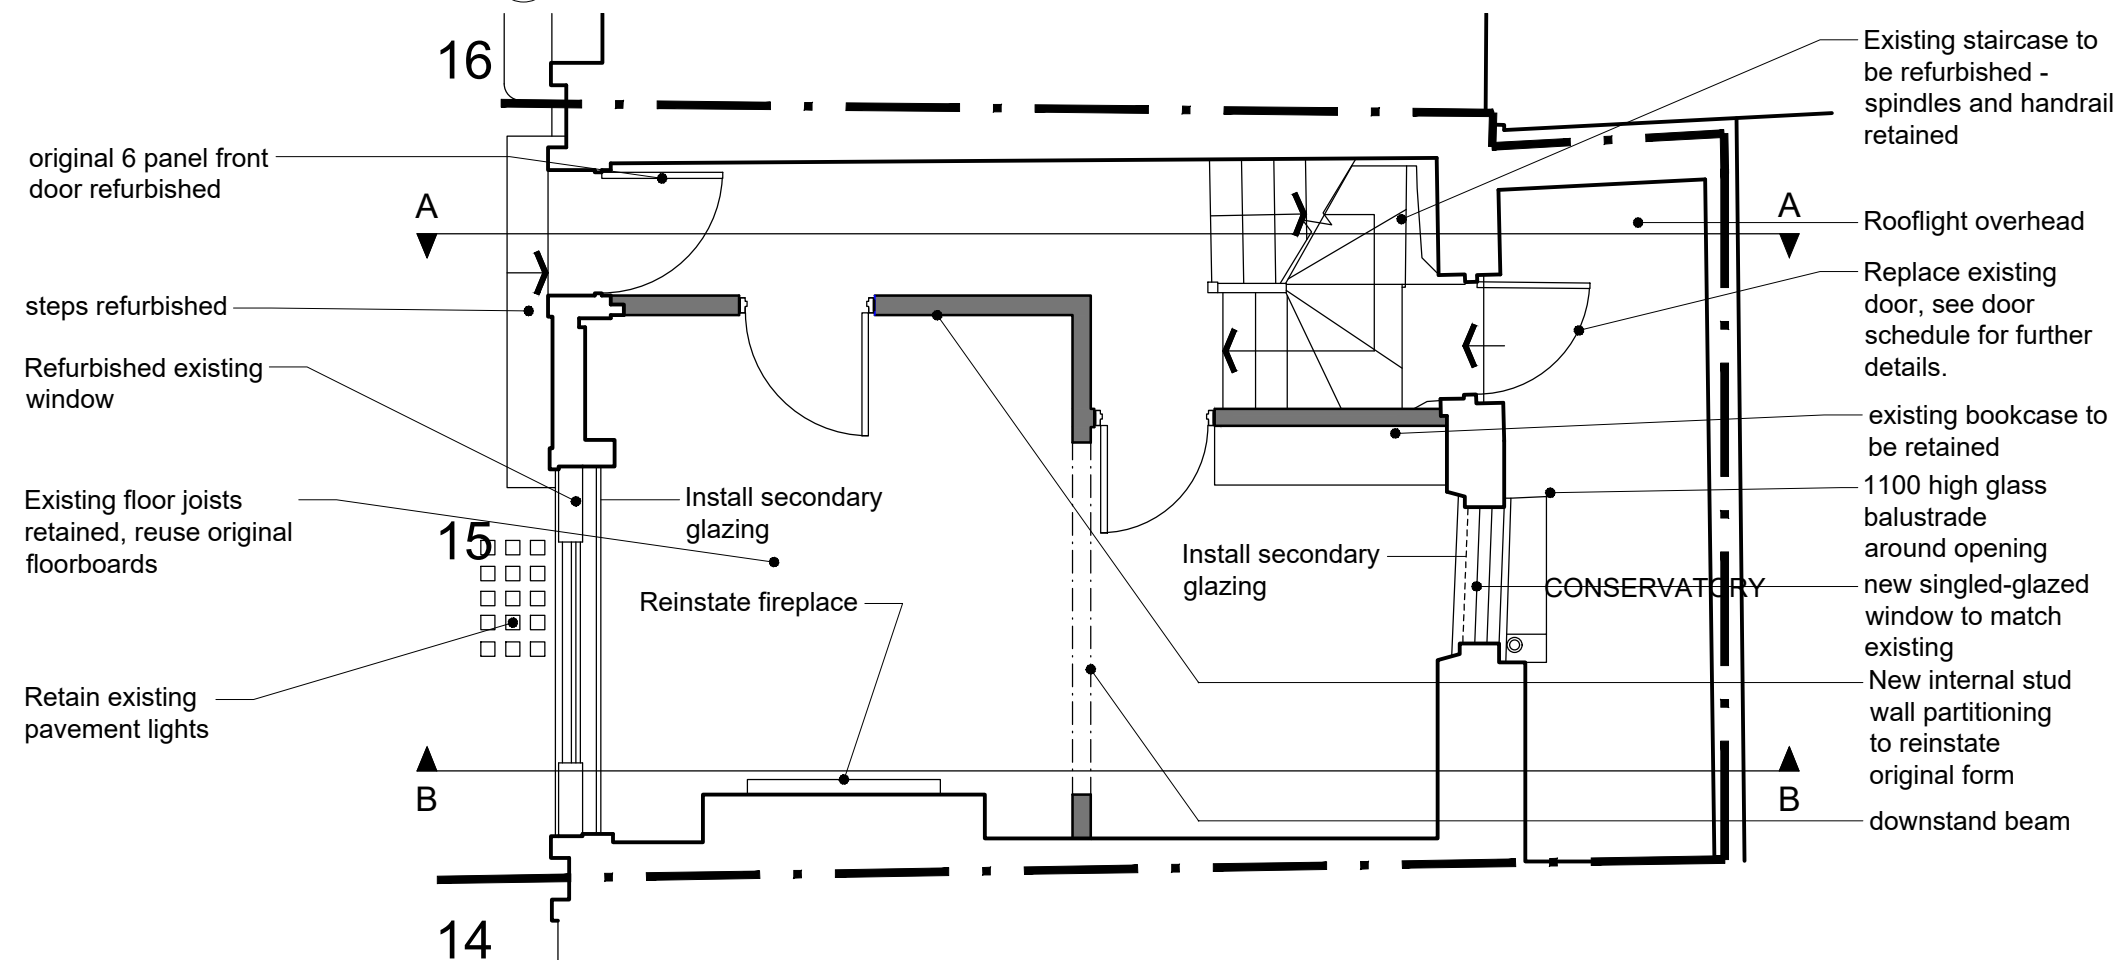 16
original 6 panel front
door refurbished
A
steps refurbished
Refurbished existing
window
Existing floor joists
retained, reuse original
floorboards
15
Retain existing
pavement lights
B
14
Install secondary
glazing
Reinstate fireplace
Install secondary
glazing
CONSERVATORY
Existing staircase to
be refurbished -
spindles and handrail
retained
A
Rooflight overhead
Replace existing
door, see door
schedule for further
details.
existing bookcase to
be retained
1100 high glass
balustrade
around opening
new singled-glazed
window to match
existing
New internal stud
wall partitioning
to reinstate
original form
B
downstand beam